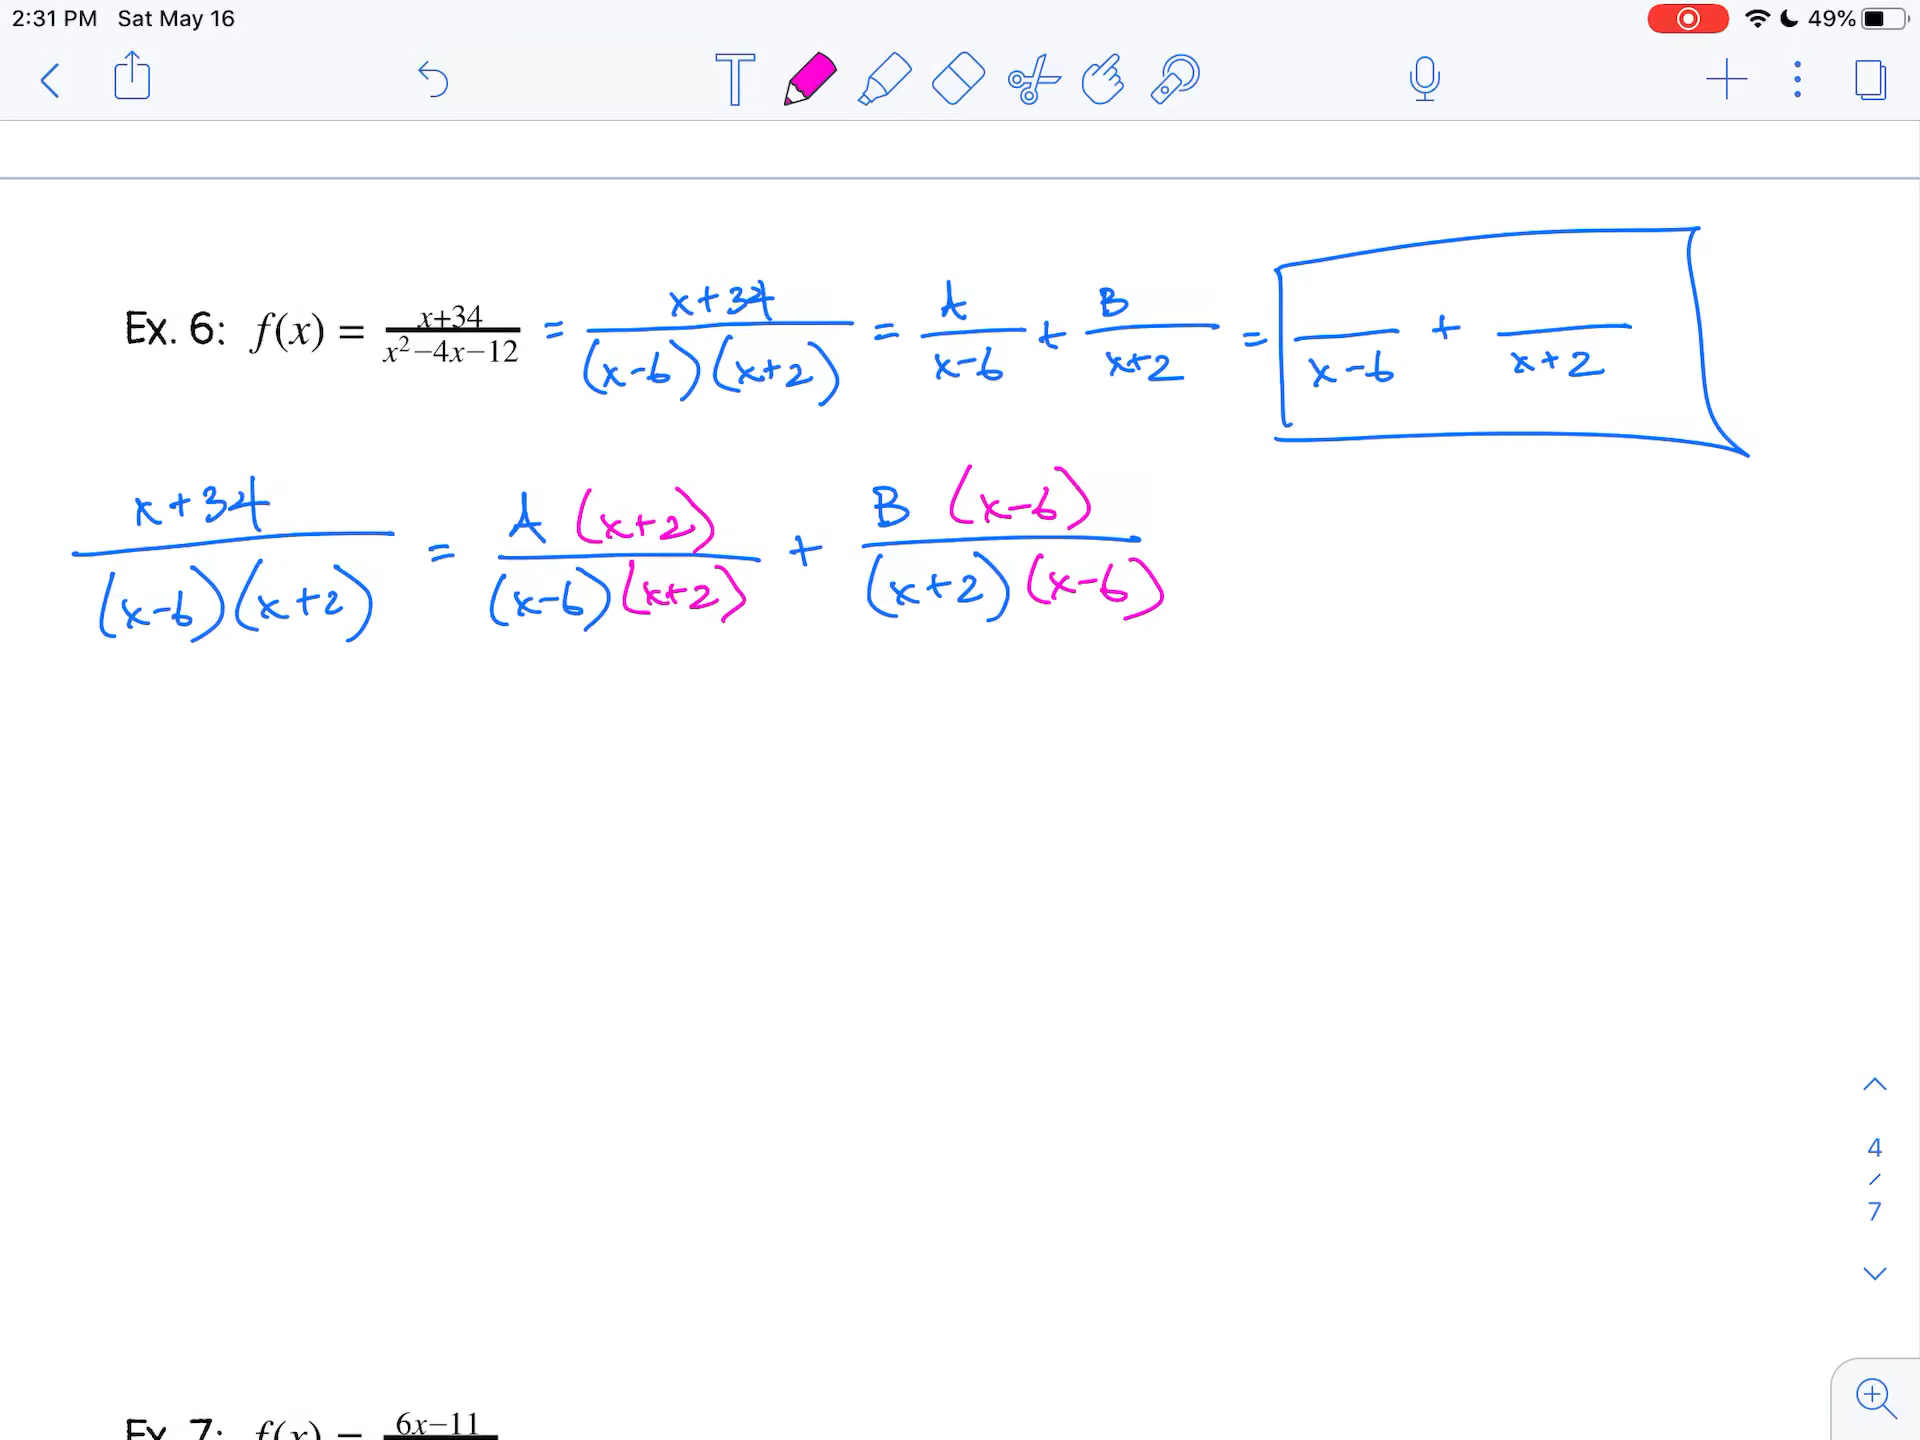 2:31 PM Sat May 16 49%
Ex. 6: f(x) = x+34 / x²−4x−12 = x+34 / (x−6)(x+2) = A / x−6 + B / x+2 = / x−6 + / x+2
x+34 / (x−6)(x+2) = A (x+2) / (x−6)(x+2) + B (x−6) / (x+2)(x−6)
4
/
7
Ex. 7: f(x) = 6x−11